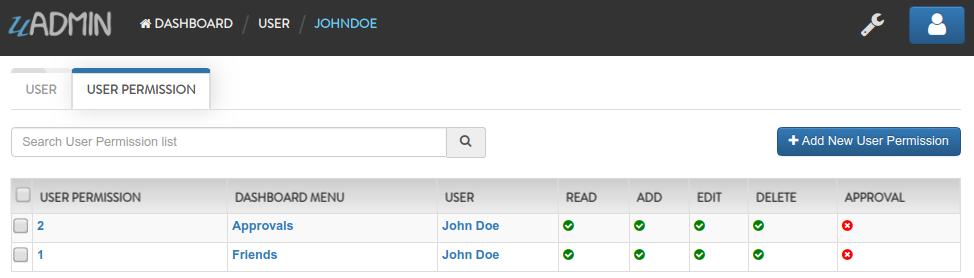 uADMIN DASHBOARD / USER / JOHNDOE
USER USER PERMISSION
Search User Permission list + Add New User Permission
USER PERMISSION DASHBOARD MENU USER READ ADD EDIT DELETE APPROVAL
2 Approvals John Doe
1 Friends John Doe